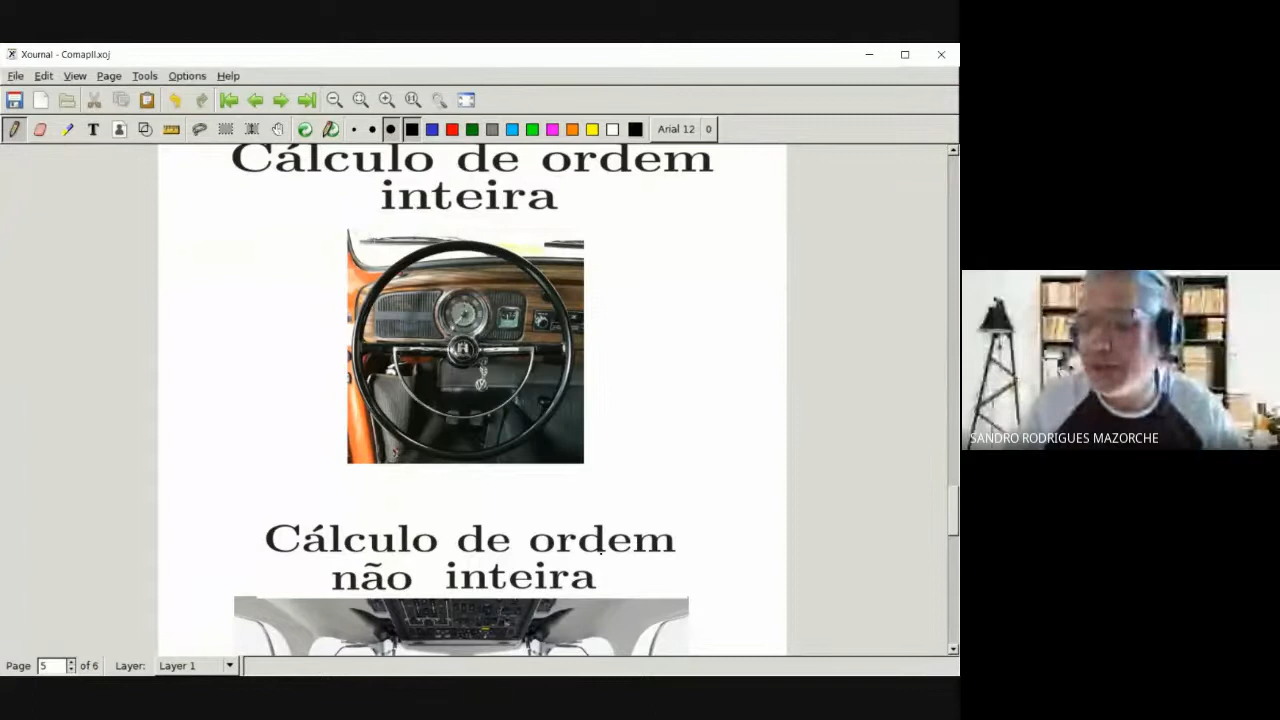 Xournal - ComapII.xoj
File Edit View Page Tools Options Help
Arial 12 0
Cálculo de ordem
inteira
Cálculo de ordem
não inteira
Page 5 of 6 Layer: Layer 1
SANDRO RODRIGUES MAZORCHE